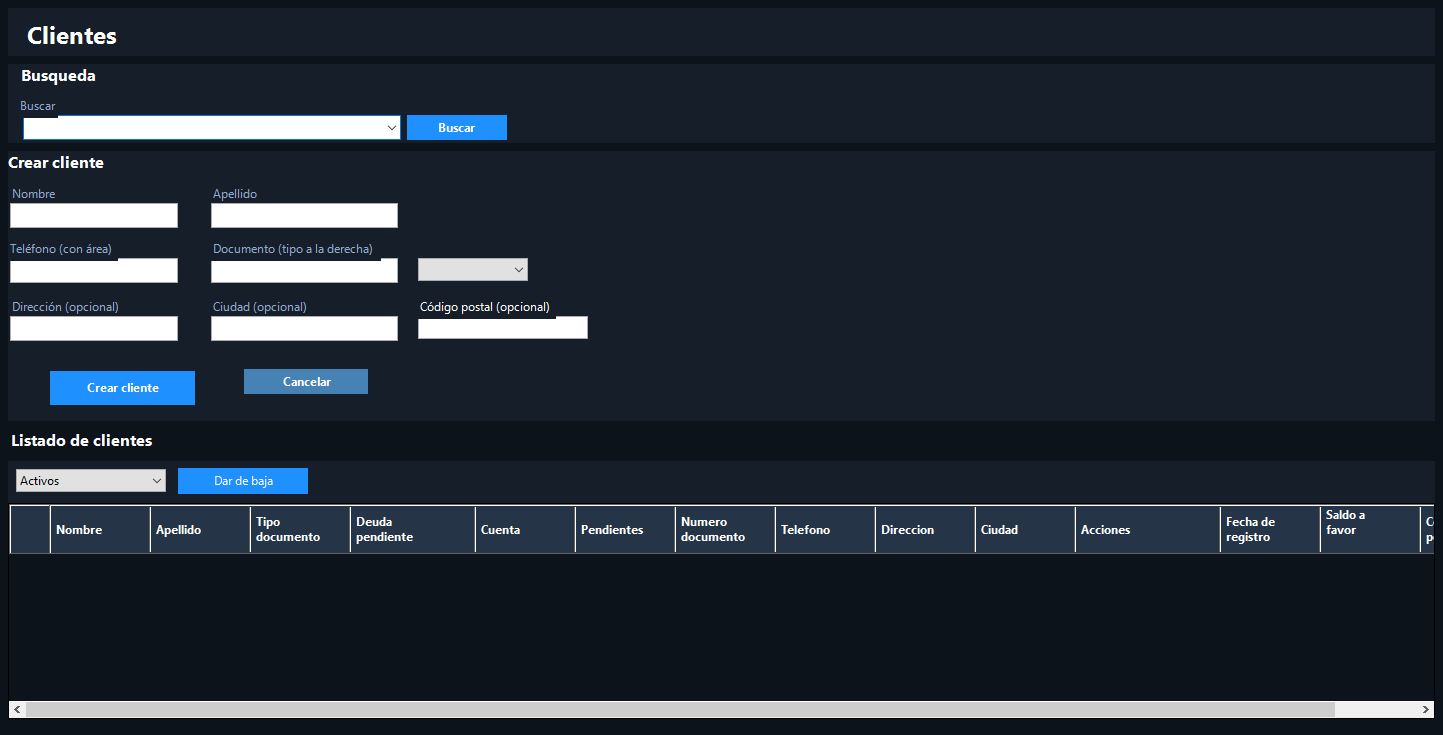 Clientes
Busqueda
Buscar
Buscar
Crear cliente
Nombre
Apellido
Teléfono (con área)
Documento (tipo a la derecha)
Dirección (opcional)
Ciudad (opcional)
Código postal (opcional)
Crear cliente
Cancelar
Listado de clientes
Activos
Dar de baja
Nombre
Apellido
Tipo
documento
Deuda
pendiente
Cuenta
Pendientes
Numero
documento
Telefono
Direccion
Ciudad
Acciones
Fecha de
registro
Saldo a
favor